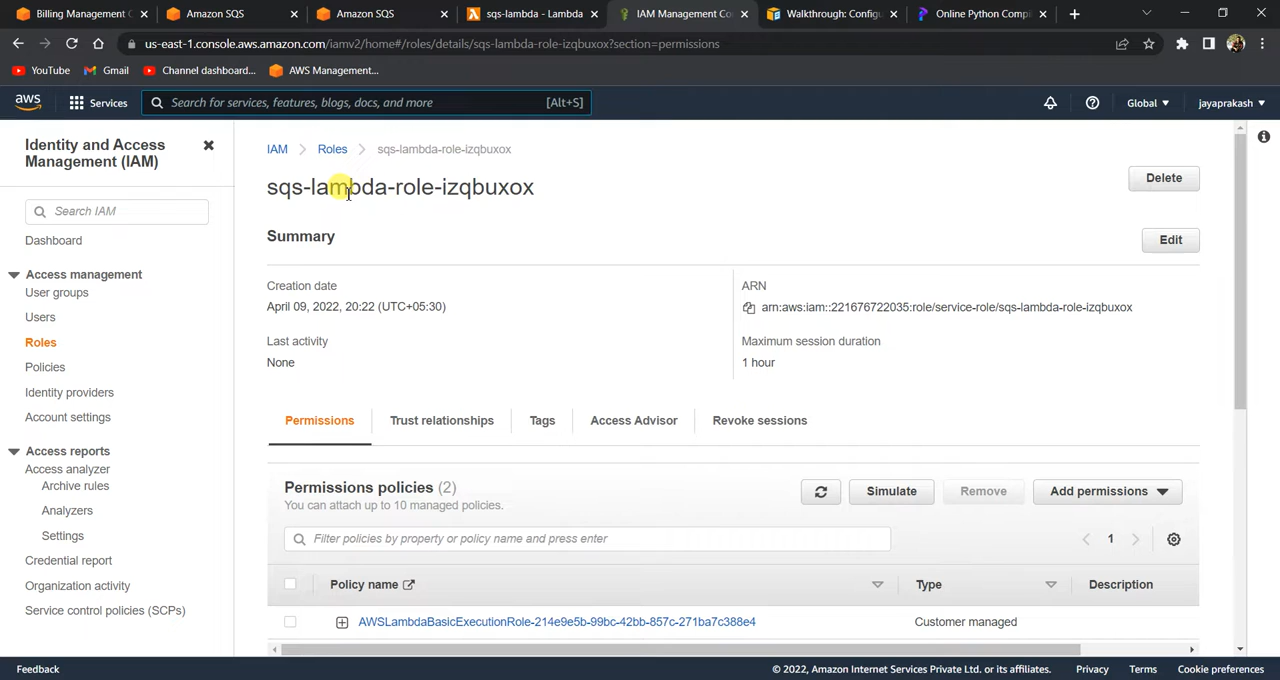 Billing Management C
Amazon SQS
Amazon SQS
sqs-lambda - Lambda
IAM Management Co
Walkthrough: Configu
Online Python Compil
us-east-1.console.aws.amazon.com/iamv2/home#/roles/details/sqs-lambda-role-izqbuxox?section=permissions
YouTube
Gmail
Channel dashboard...
AWS Management...
aws
Services
Search for services, features, blogs, docs, and more
[Alt+S]
Global
jayaprakash
Identity and Access
Management (IAM)
Search IAM
Dashboard
Access management
User groups
Users
Roles
Policies
Identity providers
Account settings
Access reports
Access analyzer
Archive rules
Analyzers
Settings
Credential report
Organization activity
Service control policies (SCPs)
IAM
Roles
sqs-lambda-role-izqbuxox
sqs-lambda-role-izqbuxox
Delete
Summary
Edit
Creation date
April 09, 2022, 20:22 (UTC+05:30)
Last activity
None
ARN
arn:aws:iam::221676722035:role/service-role/sqs-lambda-role-izqbuxox
Maximum session duration
1 hour
Permissions
Trust relationships
Tags
Access Advisor
Revoke sessions
Permissions policies (2)
You can attach up to 10 managed policies.
Simulate
Remove
Add permissions
Filter policies by property or policy name and press enter
1
Policy name
Type
Description
AWSLambdaBasicExecutionRole-214e9e5b-99bc-42bb-857c-271ba7c388e4
Customer managed
Feedback
© 2022, Amazon Internet Services Private Ltd. or its affiliates.
Privacy
Terms
Cookie preferences